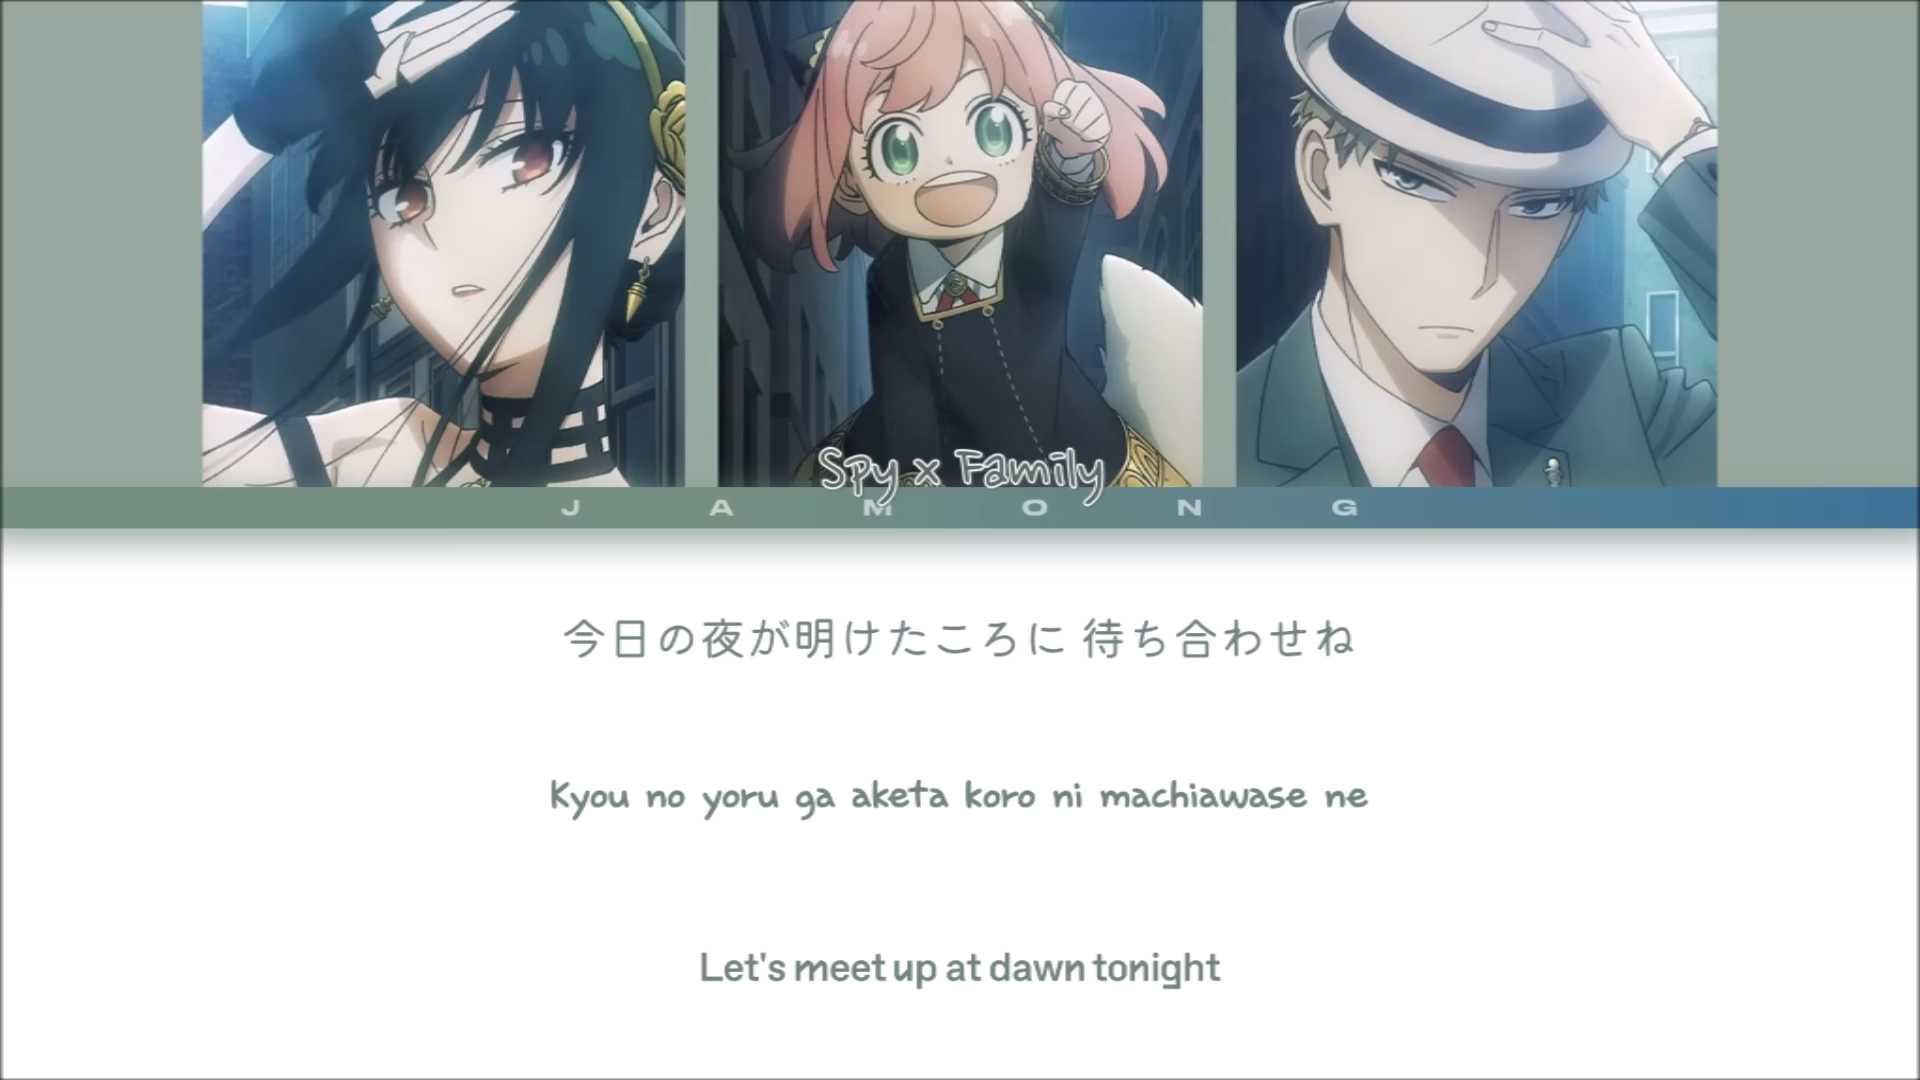 Spy x Family
J A M O N G
今日の夜が明けたころに 待ち合わせね
Kyou no yoru ga aketa koro ni machiawase ne
Let's meet up at dawn tonight